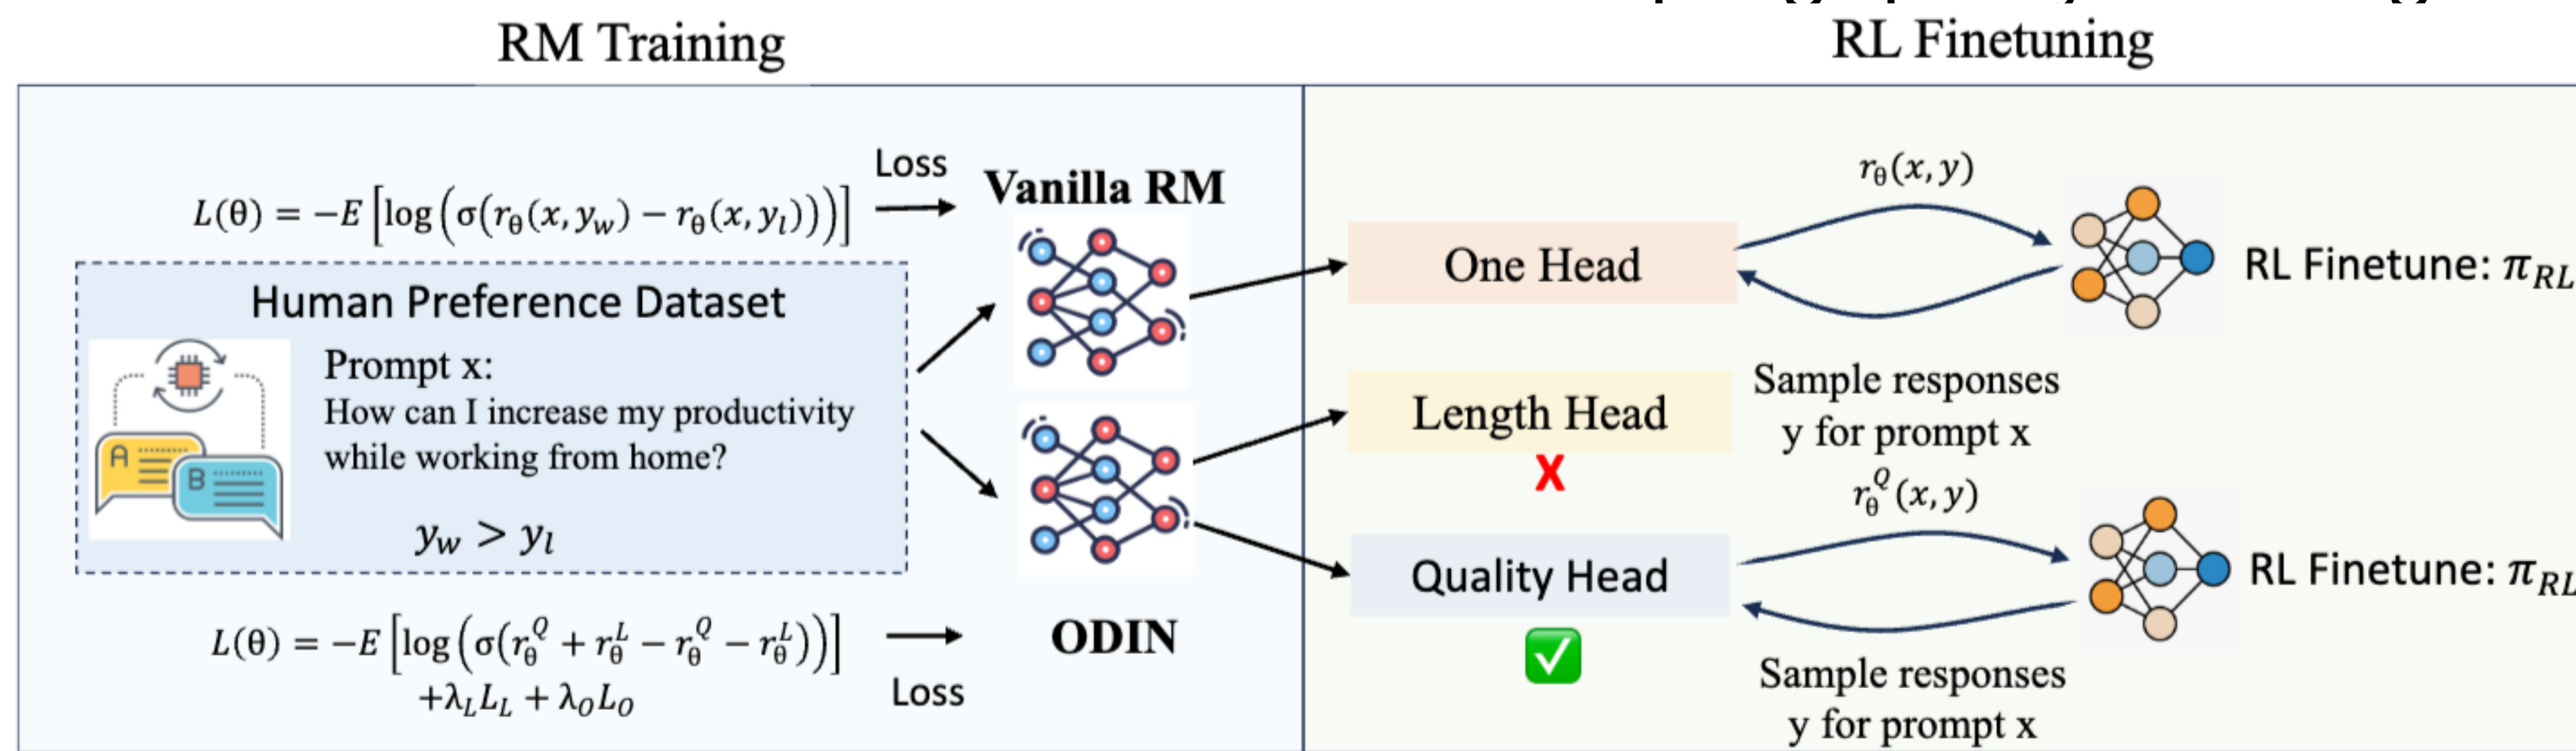 RM Training
RL Finetuning
Loss
L(θ) = −E [log (σ(r_θ(x, y_w) − r_θ(x, y_l)))]
Vanilla RM
Human Preference Dataset
A
B
Prompt x:
How can I increase my productivity
while working from home?
y_w > y_l
L(θ) = −E [log (σ(r_θ^Q + r_θ^L − r_θ^Q − r_θ^L))]
+λ_L L_L + λ_O L_O
Loss
ODIN
One Head
r_θ(x, y)
RL Finetune: π_RL
Length Head
X
Sample responses
y for prompt x
r_θ^Q(x, y)
Quality Head
RL Finetune: π_RL
Sample responses
y for prompt x